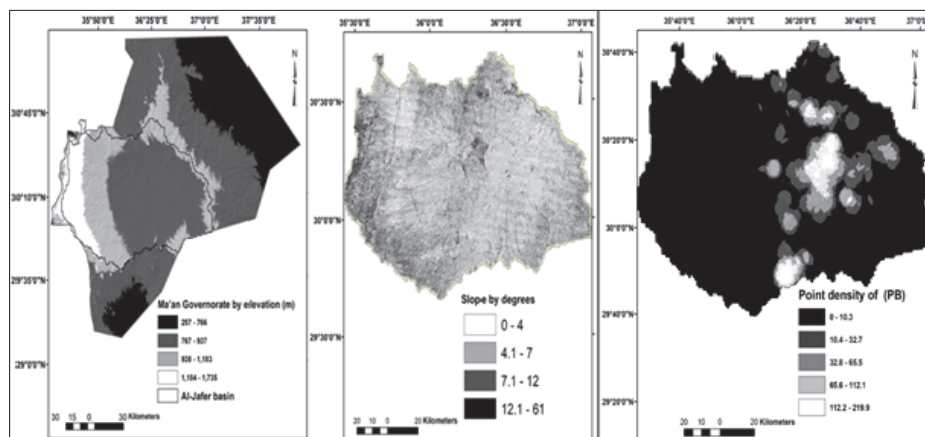 35°50'0"E 36°25'0"E 37°0'0"E 37°35'0"E
N
30°45'0"N
30°10'0"N
29°35'0"N
29°0'0"N
Ma'an Governorate by elevation (m)
257 - 766
767 - 937
938 - 1,183
1,184 - 1,735
Al-Jafer basin
30 15 0 30 Kilometers
35°30'0"E 36°0'0"E 36°30'0"E 37°0'0"E
N
30°30'0"N
30°0'0"N
29°30'0"N
Slope by degrees
0 - 4
4.1 - 7
7.1 - 12
12.1 - 61
20 10 0 20 Kilometers
35°40'0"E 36°0'0"E 36°20'0"E 36°40'0"E 37°0'0"E
N
30°40'0"N
30°20'0"N
30°0'0"N
29°40'0"N
29°20'0"N
Point density of (PB)
0 - 10.3
10.4 - 32.7
32.8 - 65.5
65.6 - 112.1
112.2 - 219.9
20 10 0 20 Kilometers